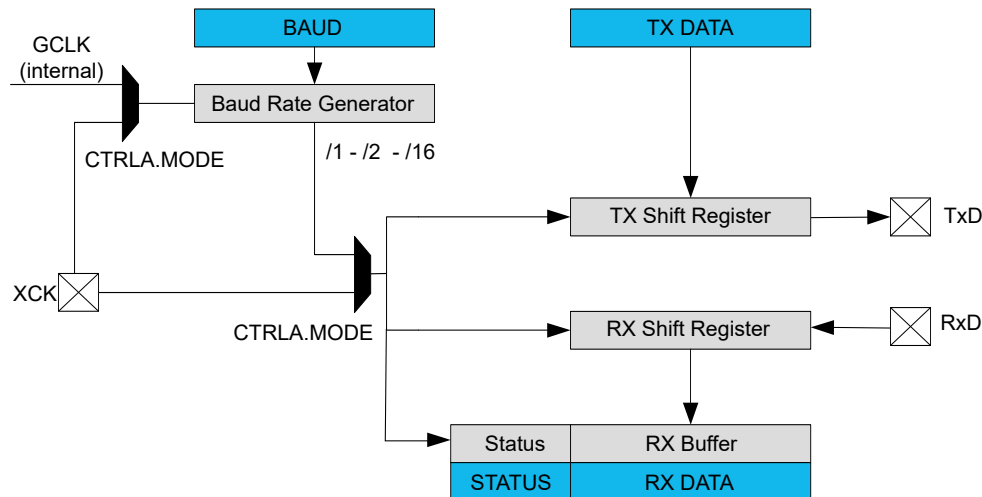 BAUD
TX DATA
GCLK
(internal)
Baud Rate Generator
CTRLA.MODE
/1 - /2 - /16
TX Shift Register
TxD
XCK
CTRLA.MODE
RX Shift Register
RxD
Status
RX Buffer
STATUS
RX DATA